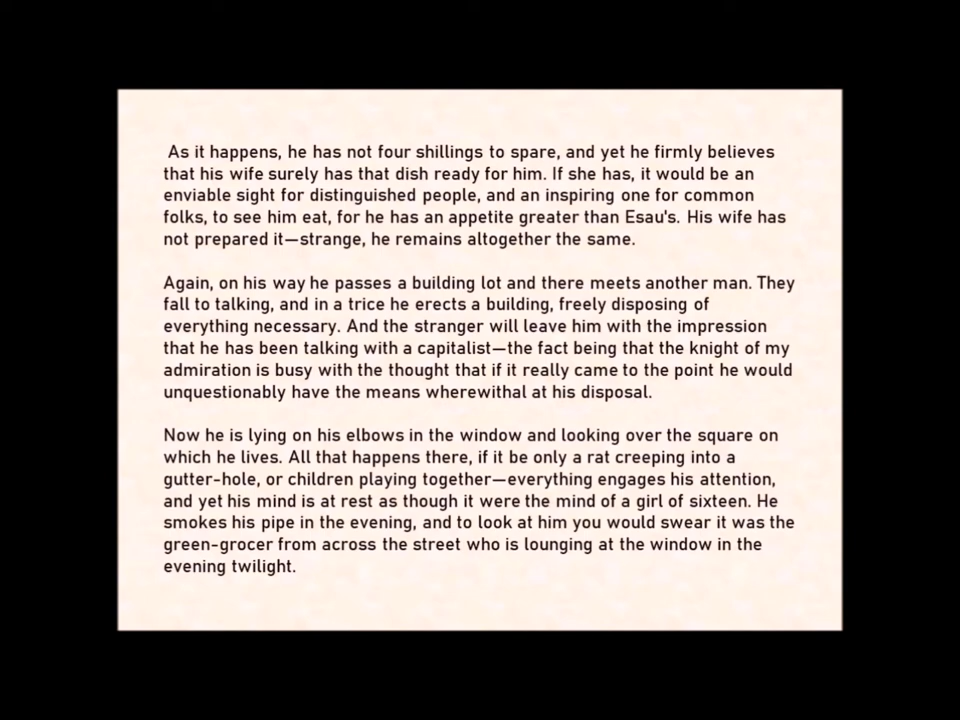 As it happens, he has not four shillings to spare, and yet he firmly believes
that his wife surely has that dish ready for him. If she has, it would be an
enviable sight for distinguished people, and an inspiring one for common
folks, to see him eat, for he has an appetite greater than Esau's. His wife has
not prepared it—strange, he remains altogether the same.
Again, on his way he passes a building lot and there meets another man. They
fall to talking, and in a trice he erects a building, freely disposing of
everything necessary. And the stranger will leave him with the impression
that he has been talking with a capitalist—the fact being that the knight of my
admiration is busy with the thought that if it really came to the point he would
unquestionably have the means wherewithal at his disposal.
Now he is lying on his elbows in the window and looking over the square on
which he lives. All that happens there, if it be only a rat creeping into a
gutter-hole, or children playing together—everything engages his attention,
and yet his mind is at rest as though it were the mind of a girl of sixteen. He
smokes his pipe in the evening, and to look at him you would swear it was the
green-grocer from across the street who is lounging at the window in the
evening twilight.